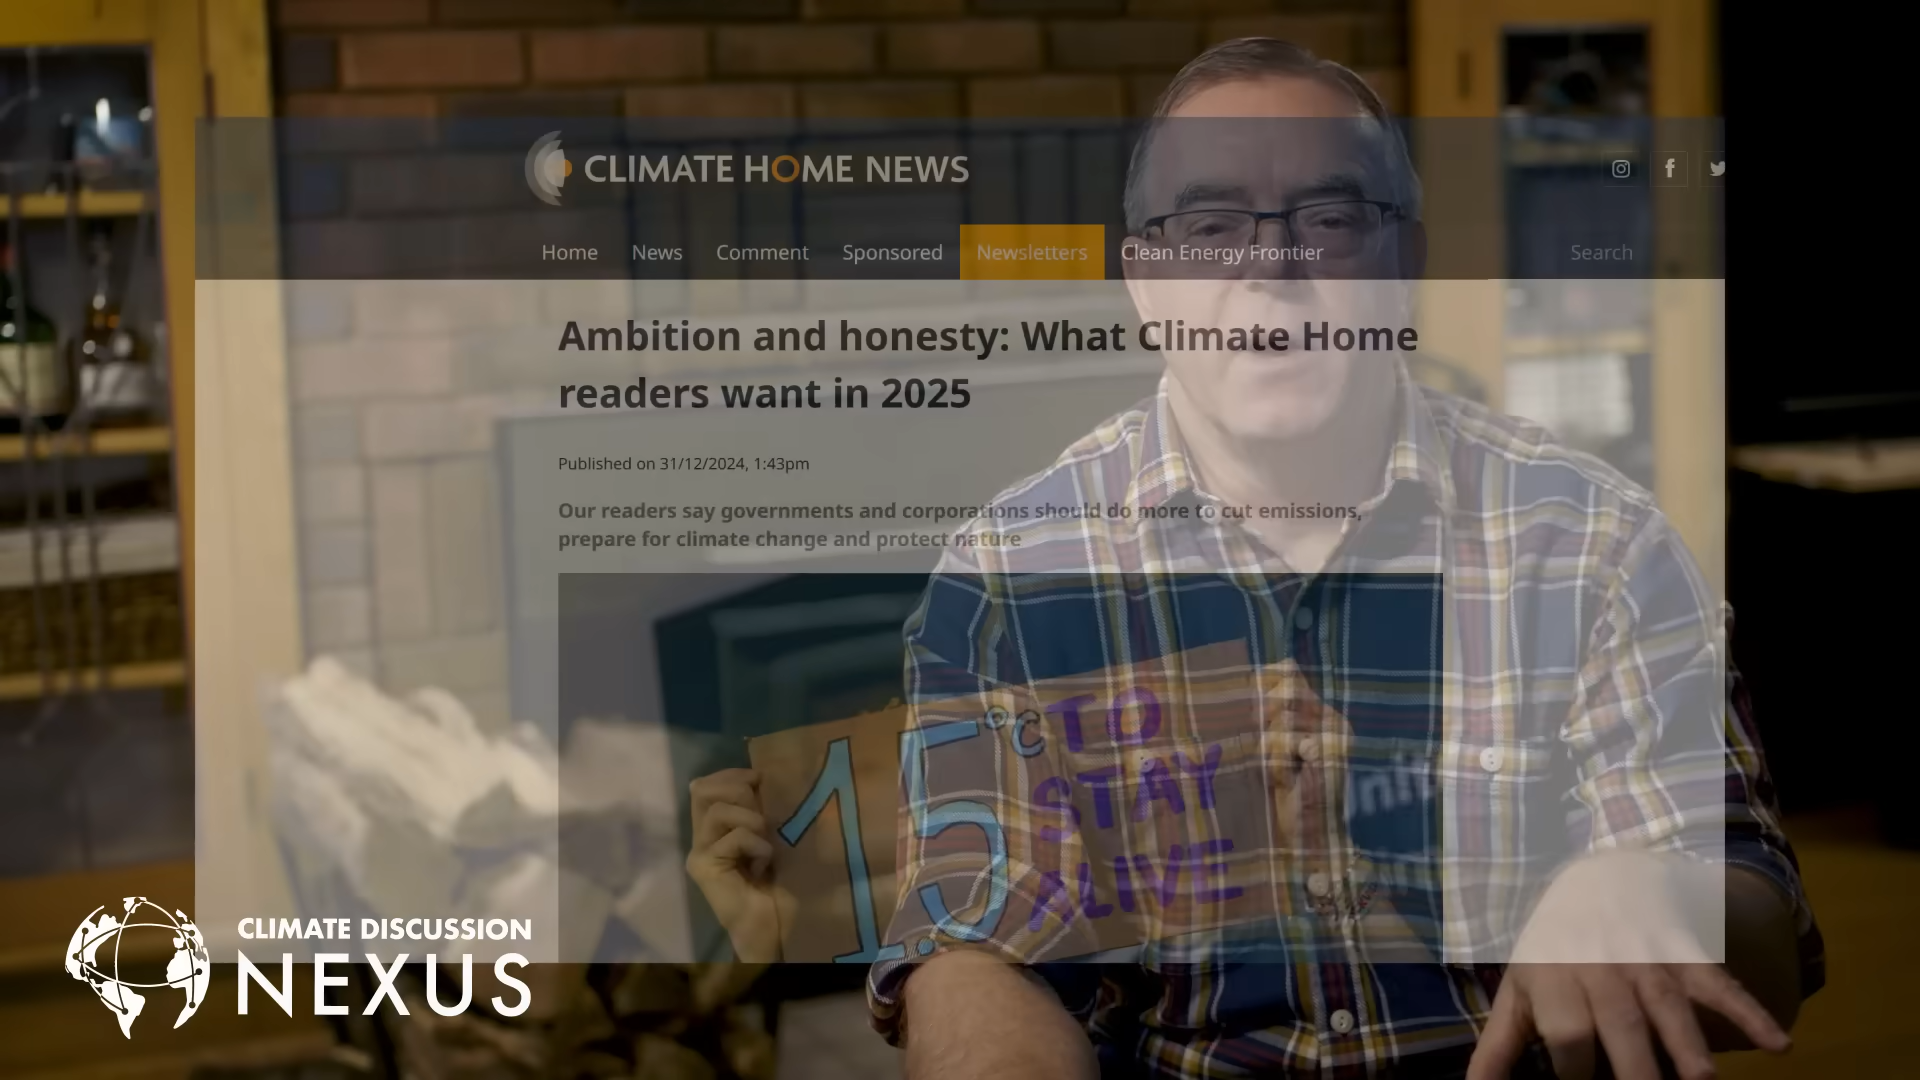 CLIMATE HOME NEWS
Home News Comment Sponsored Newsletters Clean Energy Frontier Search
Ambition and honesty: What Climate Home
readers want in 2025
Published on 31/12/2024, 1:43pm
Our readers say governments and corporations should do more to cut emissions,
prepare for climate change and protect nature
1.5°C TO
STAY
ALIVE
CLIMATE DISCUSSION
NEXUS